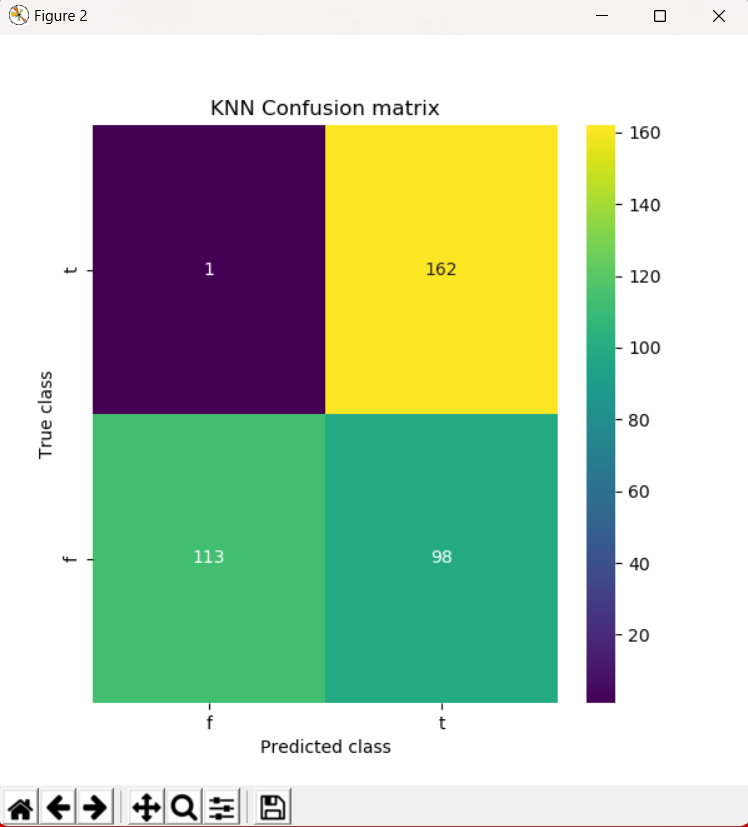 Figure 2
KNN Confusion matrix
1
162
113
98
t
f
True class
f
t
Predicted class
160
140
120
100
80
60
40
20